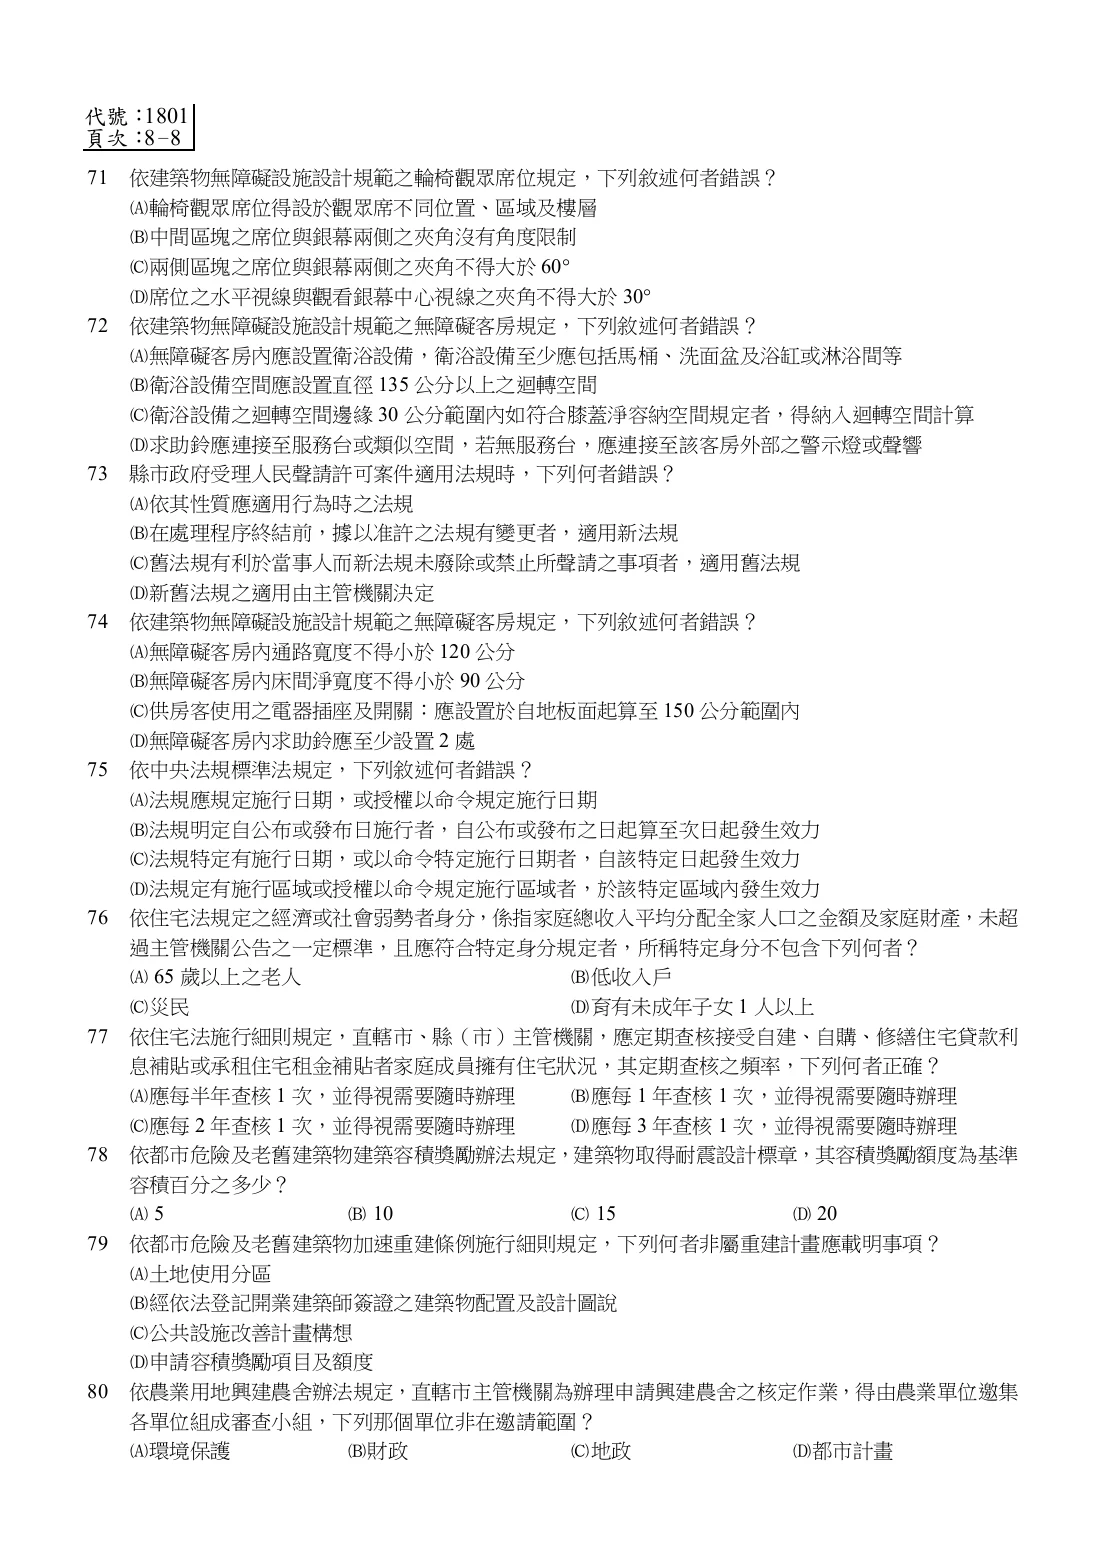 代號：1801
頁次：8－8
71 依建築物無障礙設施設計規範之輪椅觀眾席位規定，下列敘述何者錯誤？
(A)輪椅觀眾席位得設於觀眾席不同位置、區域及樓層
(B)中間區塊之席位與銀幕兩側之夾角沒有角度限制
(C)兩側區塊之席位與銀幕兩側之夾角不得大於 60°
(D)席位之水平視線與觀看銀幕中心視線之夾角不得大於 30°
72 依建築物無障礙設施設計規範之無障礙客房規定，下列敘述何者錯誤？
(A)無障礙客房內應設置衛浴設備，衛浴設備至少應包括馬桶、洗面盆及浴缸或淋浴間等
(B)衛浴設備空間應設置直徑 135 公分以上之迴轉空間
(C)衛浴設備之迴轉空間邊緣 30 公分範圍內如符合膝蓋淨容納空間規定者，得納入迴轉空間計算
(D)求助鈴應連接至服務台或類似空間，若無服務台，應連接至該客房外部之警示燈或聲響
73 縣市政府受理人民聲請許可案件適用法規時，下列何者錯誤？
(A)依其性質應適用行為時之法規
(B)在處理程序終結前，據以准許之法規有變更者，適用新法規
(C)舊法規有利於當事人而新法規未廢除或禁止所聲請之事項者，適用舊法規
(D)新舊法規之適用由主管機關決定
74 依建築物無障礙設施設計規範之無障礙客房規定，下列敘述何者錯誤？
(A)無障礙客房內通路寬度不得小於 120 公分
(B)無障礙客房內床間淨寬度不得小於 90 公分
(C)供房客使用之電器插座及開關：應設置於自地板面起算至 150 公分範圍內
(D)無障礙客房內求助鈴應至少設置 2 處
75 依中央法規標準法規定，下列敘述何者錯誤？
(A)法規應規定施行日期，或授權以命令規定施行日期
(B)法規明定自公布或發布日施行者，自公布或發布之日起算至次日起發生效力
(C)法規特定有施行日期，或以命令特定施行日期者，自該特定日起發生效力
(D)法規定有施行區域或授權以命令規定施行區域者，於該特定區域內發生效力
76 依住宅法規定之經濟或社會弱勢者身分，係指家庭總收入平均分配全家人口之金額及家庭財產，未超
過主管機關公告之一定標準，且應符合特定身分規定者，所稱特定身分不包含下列何者？
(A) 65 歲以上之老人 (B)低收入戶
(C)災民 (D)育有未成年子女 1 人以上
77 依住宅法施行細則規定，直轄市、縣（市）主管機關，應定期查核接受自建、自購、修繕住宅貸款利
息補貼或承租住宅租金補貼者家庭成員擁有住宅狀況，其定期查核之頻率，下列何者正確？
(A)應每半年查核 1 次，並得視需要隨時辦理 (B)應每 1 年查核 1 次，並得視需要隨時辦理
(C)應每 2 年查核 1 次，並得視需要隨時辦理 (D)應每 3 年查核 1 次，並得視需要隨時辦理
78 依都市危險及老舊建築物建築容積獎勵辦法規定，建築物取得耐震設計標章，其容積獎勵額度為基準
容積百分之多少？
(A) 5 (B) 10 (C) 15 (D) 20
79 依都市危險及老舊建築物加速重建條例施行細則規定，下列何者非屬重建計畫應載明事項？
(A)土地使用分區
(B)經依法登記開業建築師簽證之建築物配置及設計圖說
(C)公共設施改善計畫構想
(D)申請容積獎勵項目及額度
80 依農業用地興建農舍辦法規定，直轄市主管機關為辦理申請興建農舍之核定作業，得由農業單位邀集
各單位組成審查小組，下列那個單位非在邀請範圍？
(A)環境保護 (B)財政 (C)地政 (D)都市計畫